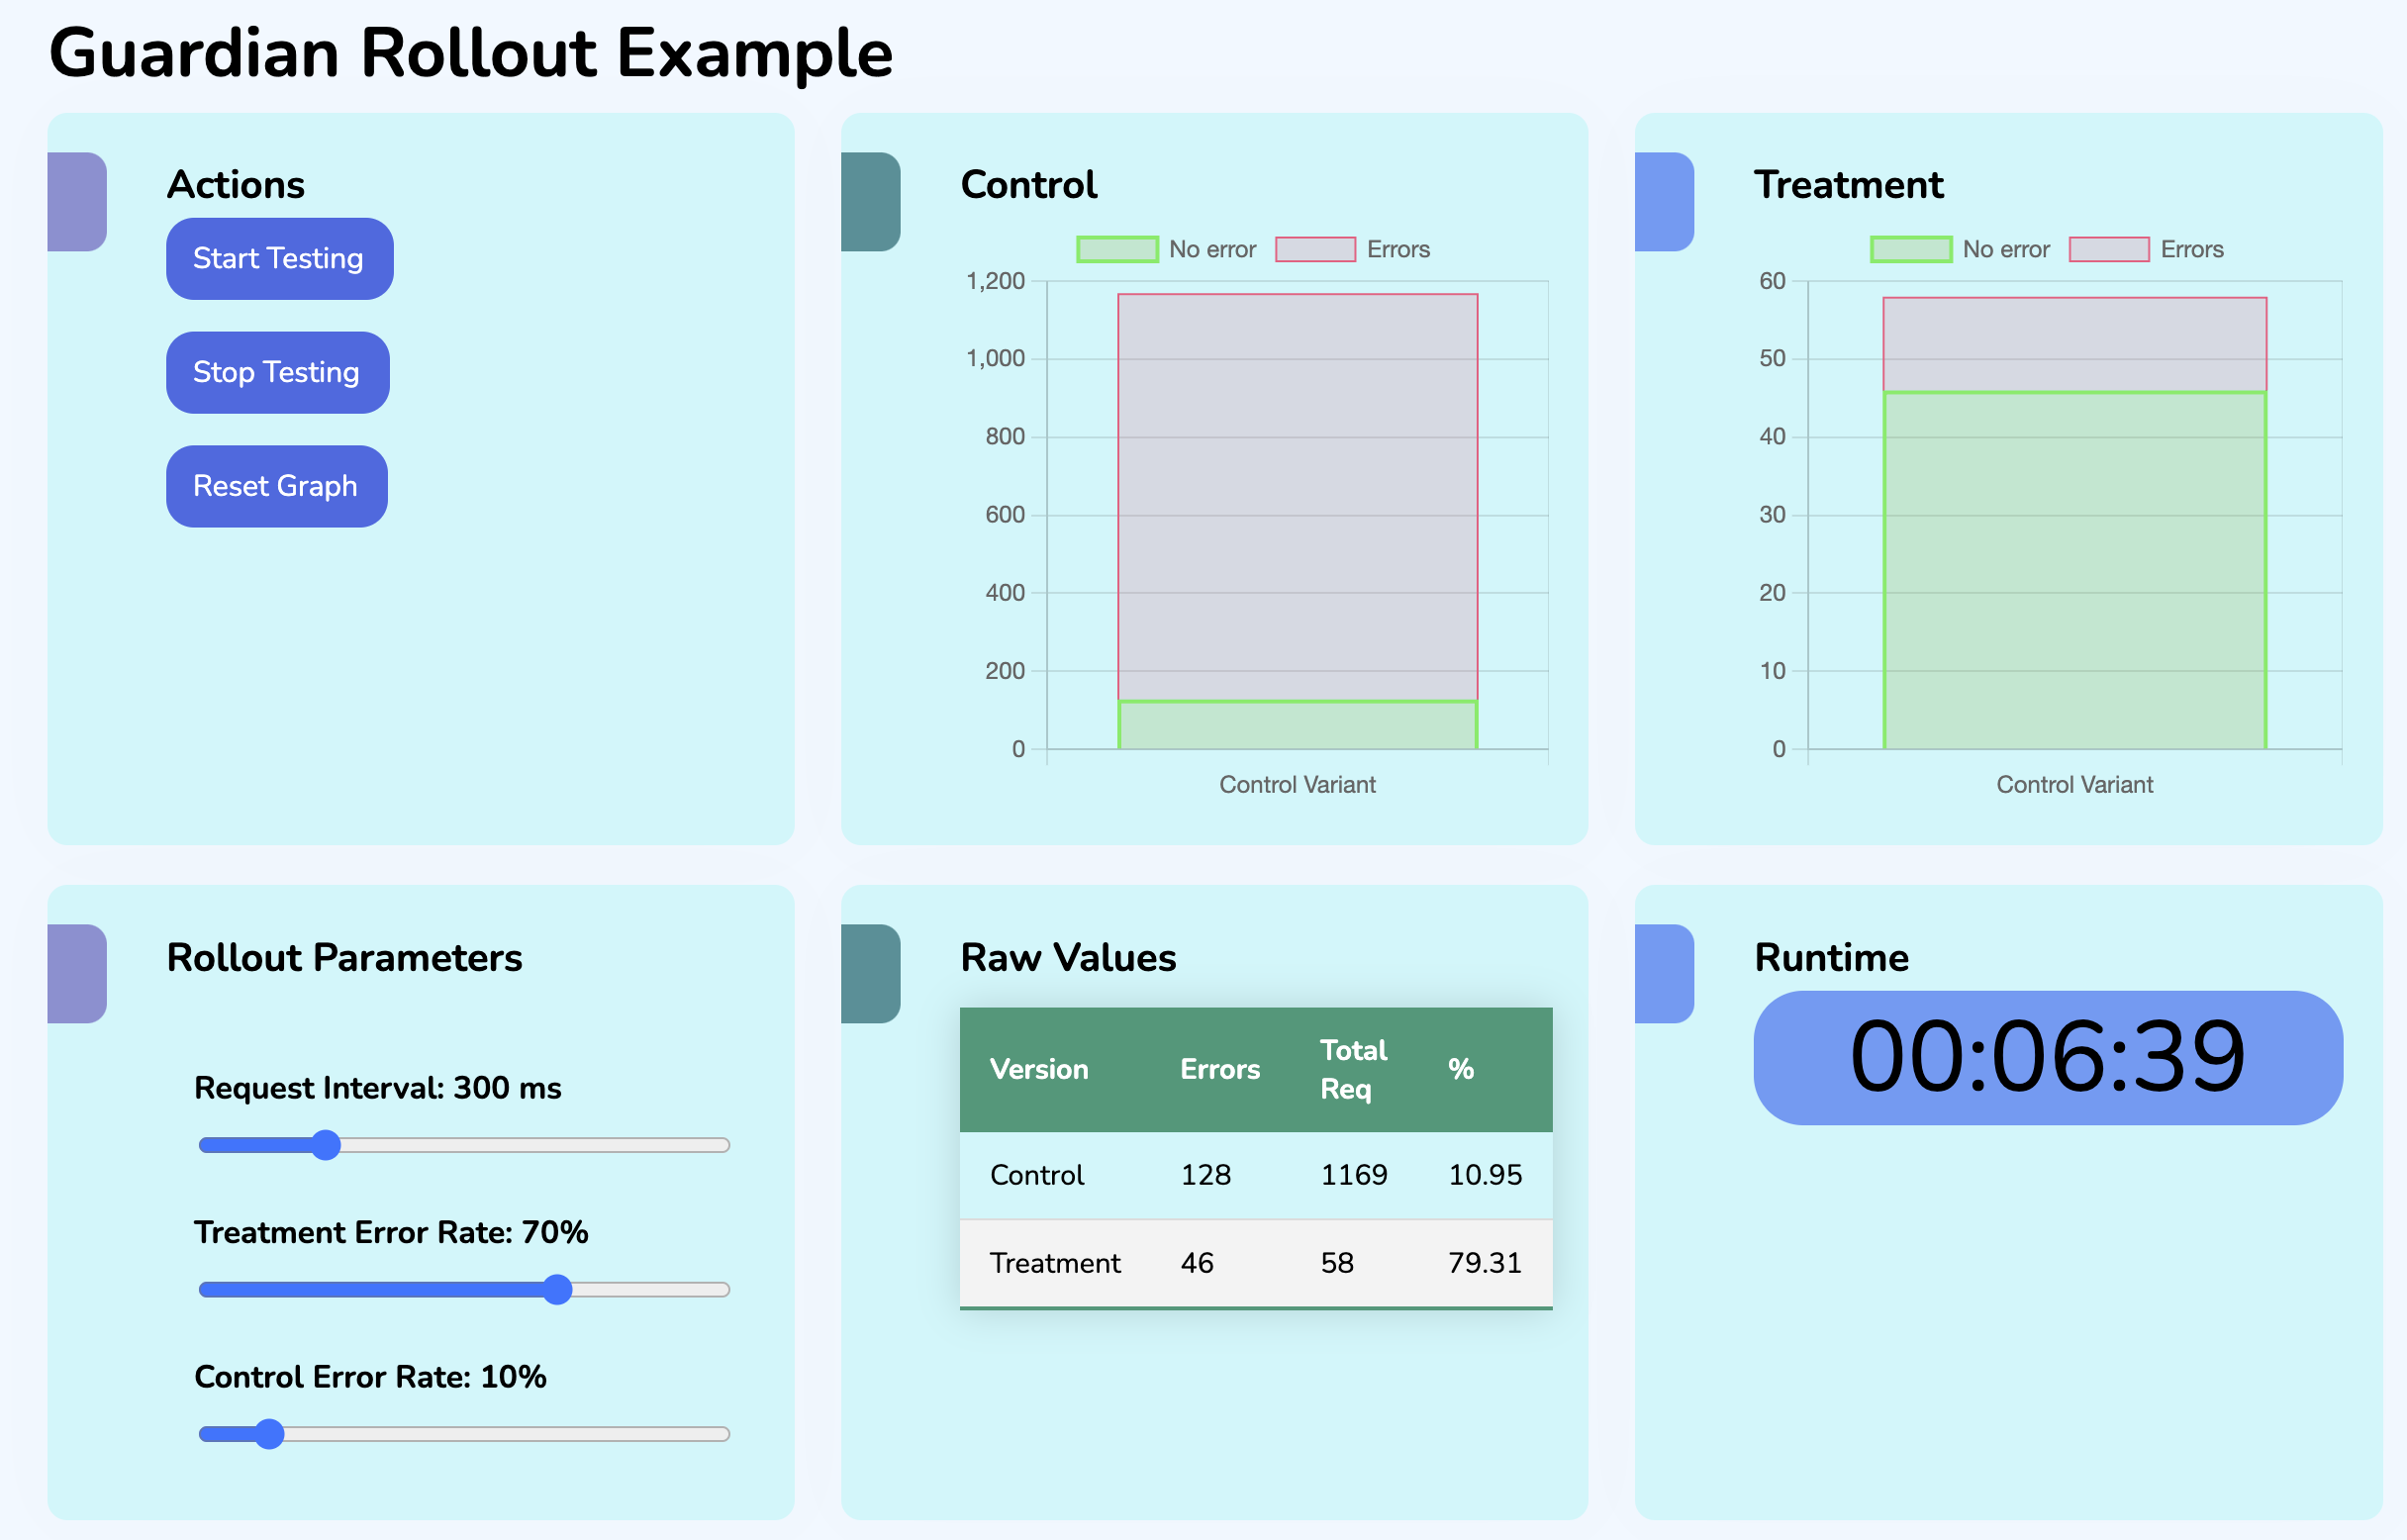 Guardian Rollout Example
Actions
Start Testing
Stop Testing
Reset Graph
Control
No error Errors
1,200
1,000
800
600
400
200
0
Control Variant
Treatment
No error Errors
60
50
40
30
20
10
0
Control Variant
Rollout Parameters
Request Interval: 300 ms
Treatment Error Rate: 70%
Control Error Rate: 10%
Raw Values
Version Errors Total Req %
Control 128 1169 10.95
Treatment 46 58 79.31
Runtime
00:06:39